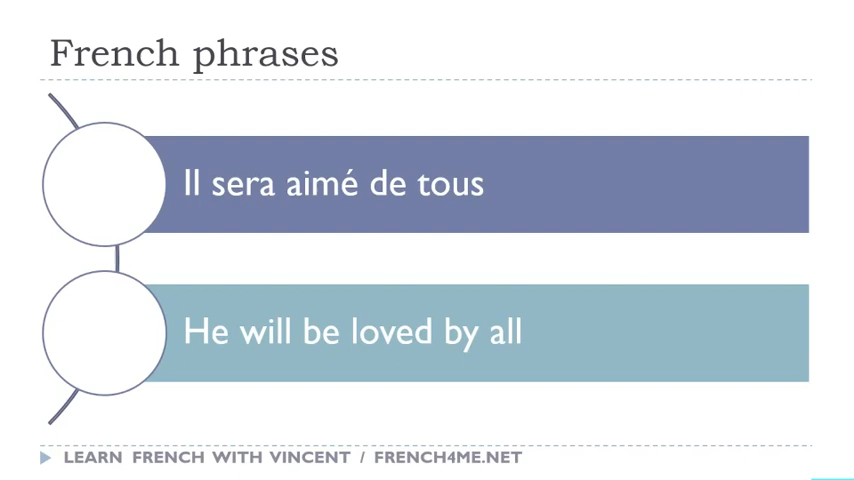 French phrases
Il sera aimé de tous
He will be loved by all
LEARN FRENCH WITH VINCENT / FRENCH4ME.NET